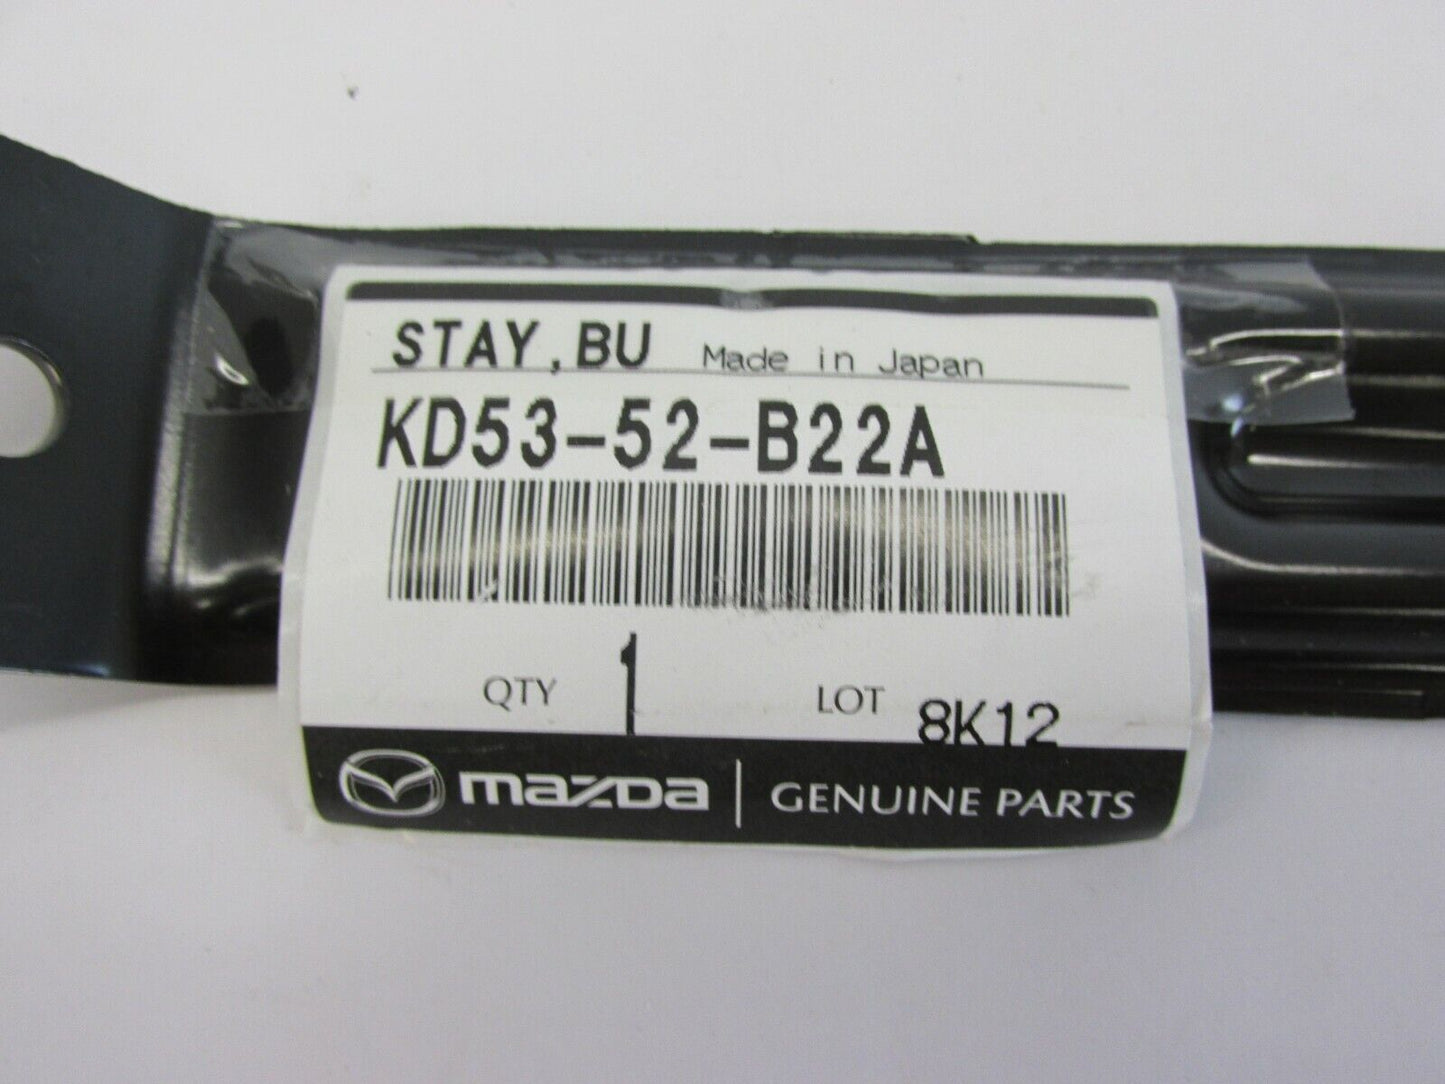 STAY,BU Made in Japan
KD53-52-B22A
QTY 1 LOT 8K12
mazda | GENUINE PARTS